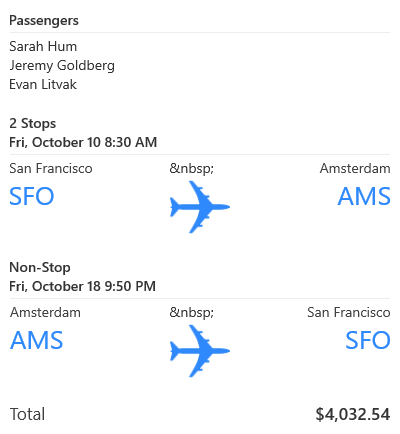 Passengers
Sarah Hum
Jeremy Goldberg
Evan Litvak
2 Stops
Fri, October 10 8:30 AM
San Francisco &nbsp; Amsterdam
SFO AMS
Non-Stop
Fri, October 18 9:50 PM
Amsterdam &nbsp; San Francisco
AMS SFO
Total $4,032.54